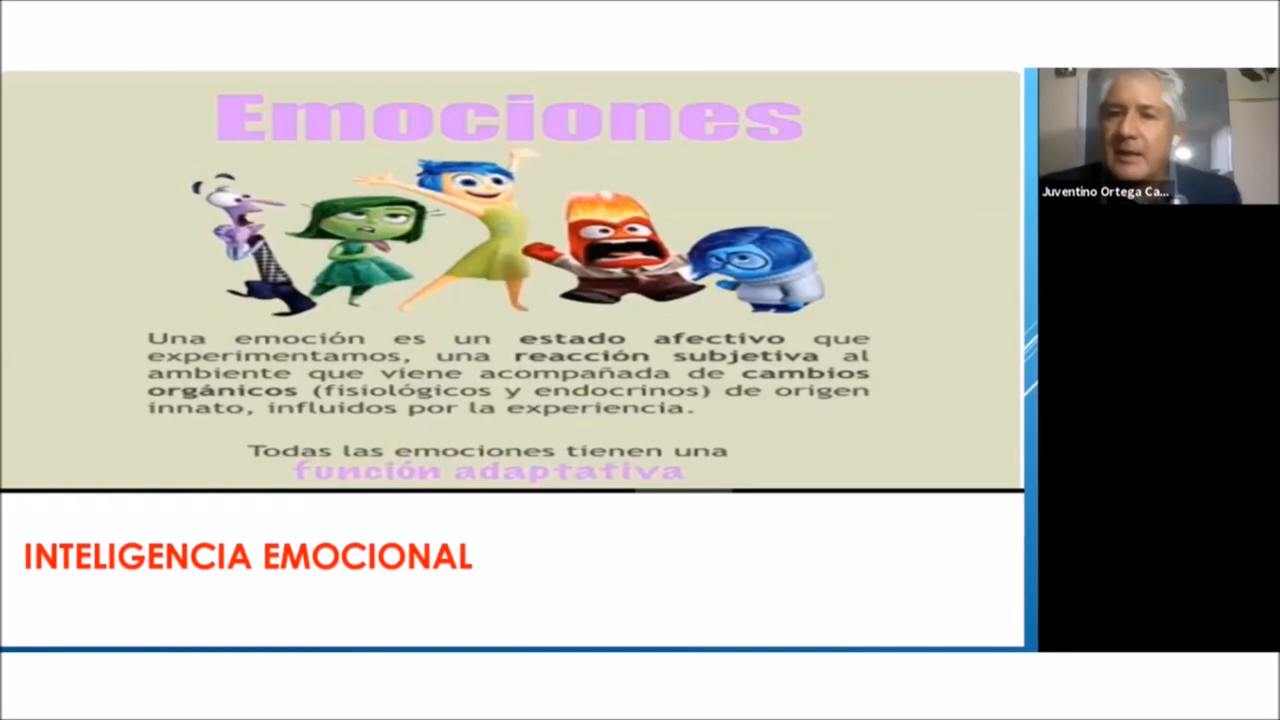 Emociones
Una emoción es un estado afectivo que
experimentamos, una reacción subjetiva al
ambiente que viene acompañada de cambios
orgánicos (fisiológicos y endocrinos) de origen
innato, influidos por la experiencia.
Todas las emociones tienen una
función adaptativa
INTELIGENCIA EMOCIONAL
Juventino Ortega Ca...